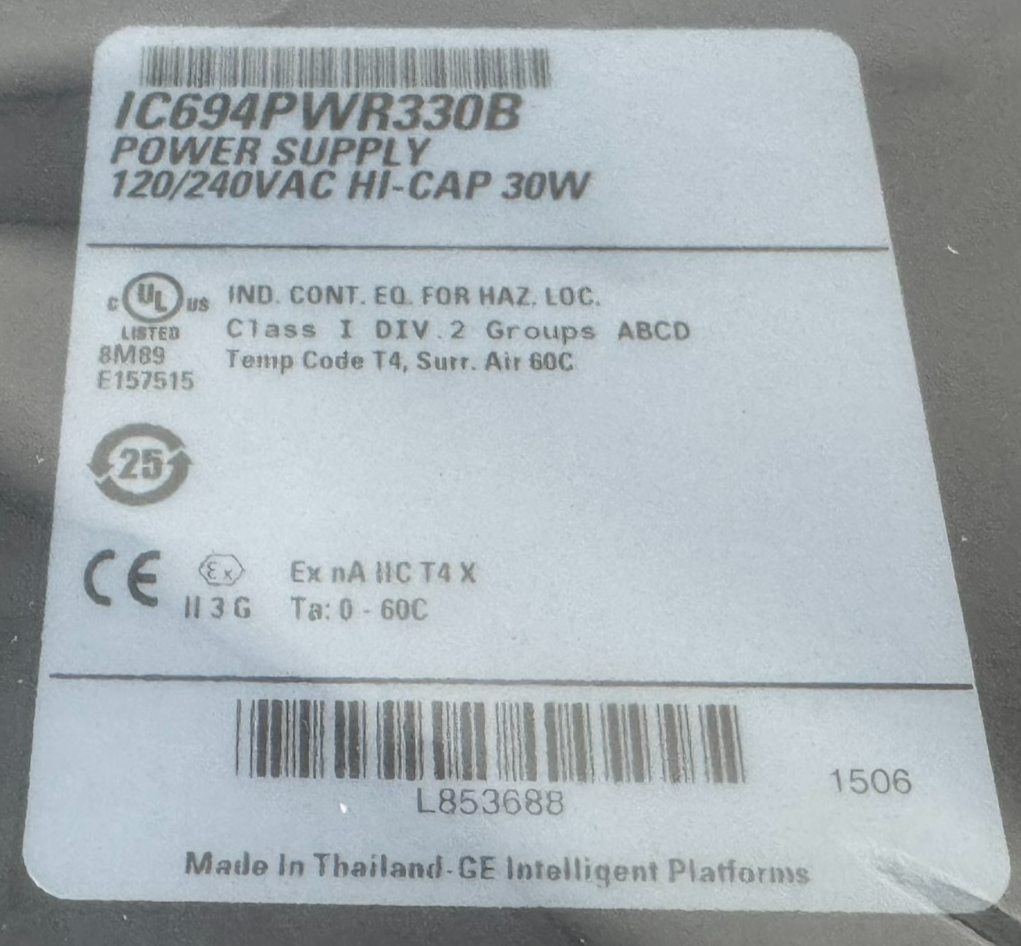 IC694PWR330B
POWER SUPPLY
120/240VAC HI-CAP 30W
C UL US IND. CONT. EQ. FOR HAZ. LOC.
LISTED Class I DIV.2 Groups ABCD
8M89 Temp Code T4, Surr. Air 60C
E157515
25
CE Ex Ex nA IIC T4 X
II 3 G Ta: 0 - 60C
L853688
1506
Made In Thailand-GE Intelligent Platforms